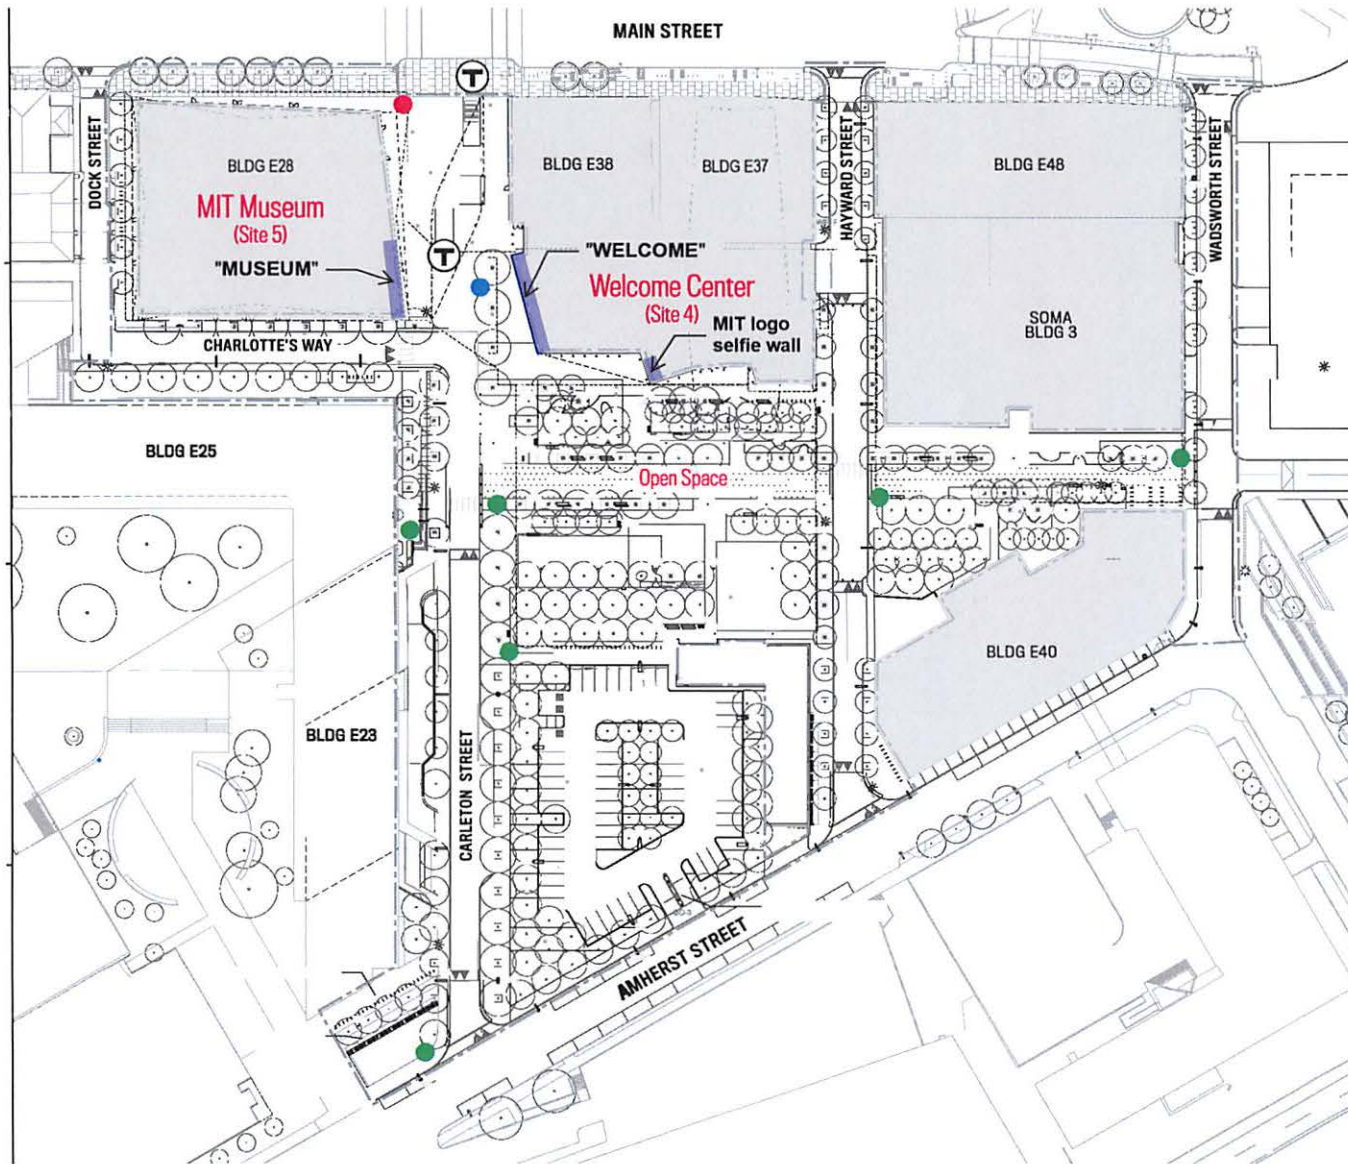 MAIN STREET
T
DOCK STREET
BLDG E28
MIT Museum
(Site 5)
"MUSEUM"
T
BLDG E38
BLDG E37
"WELCOME"
Welcome Center
(Site 4)
MIT logo
selfie wall
HAYWARD STREET
BLDG E48
SOMA
BLDG 3
WADSWORTH STREET
CHARLOTTE'S WAY
BLDG E25
Open Space
BLDG E23
CARLETON STREET
BLDG E40
AMHERST STREET